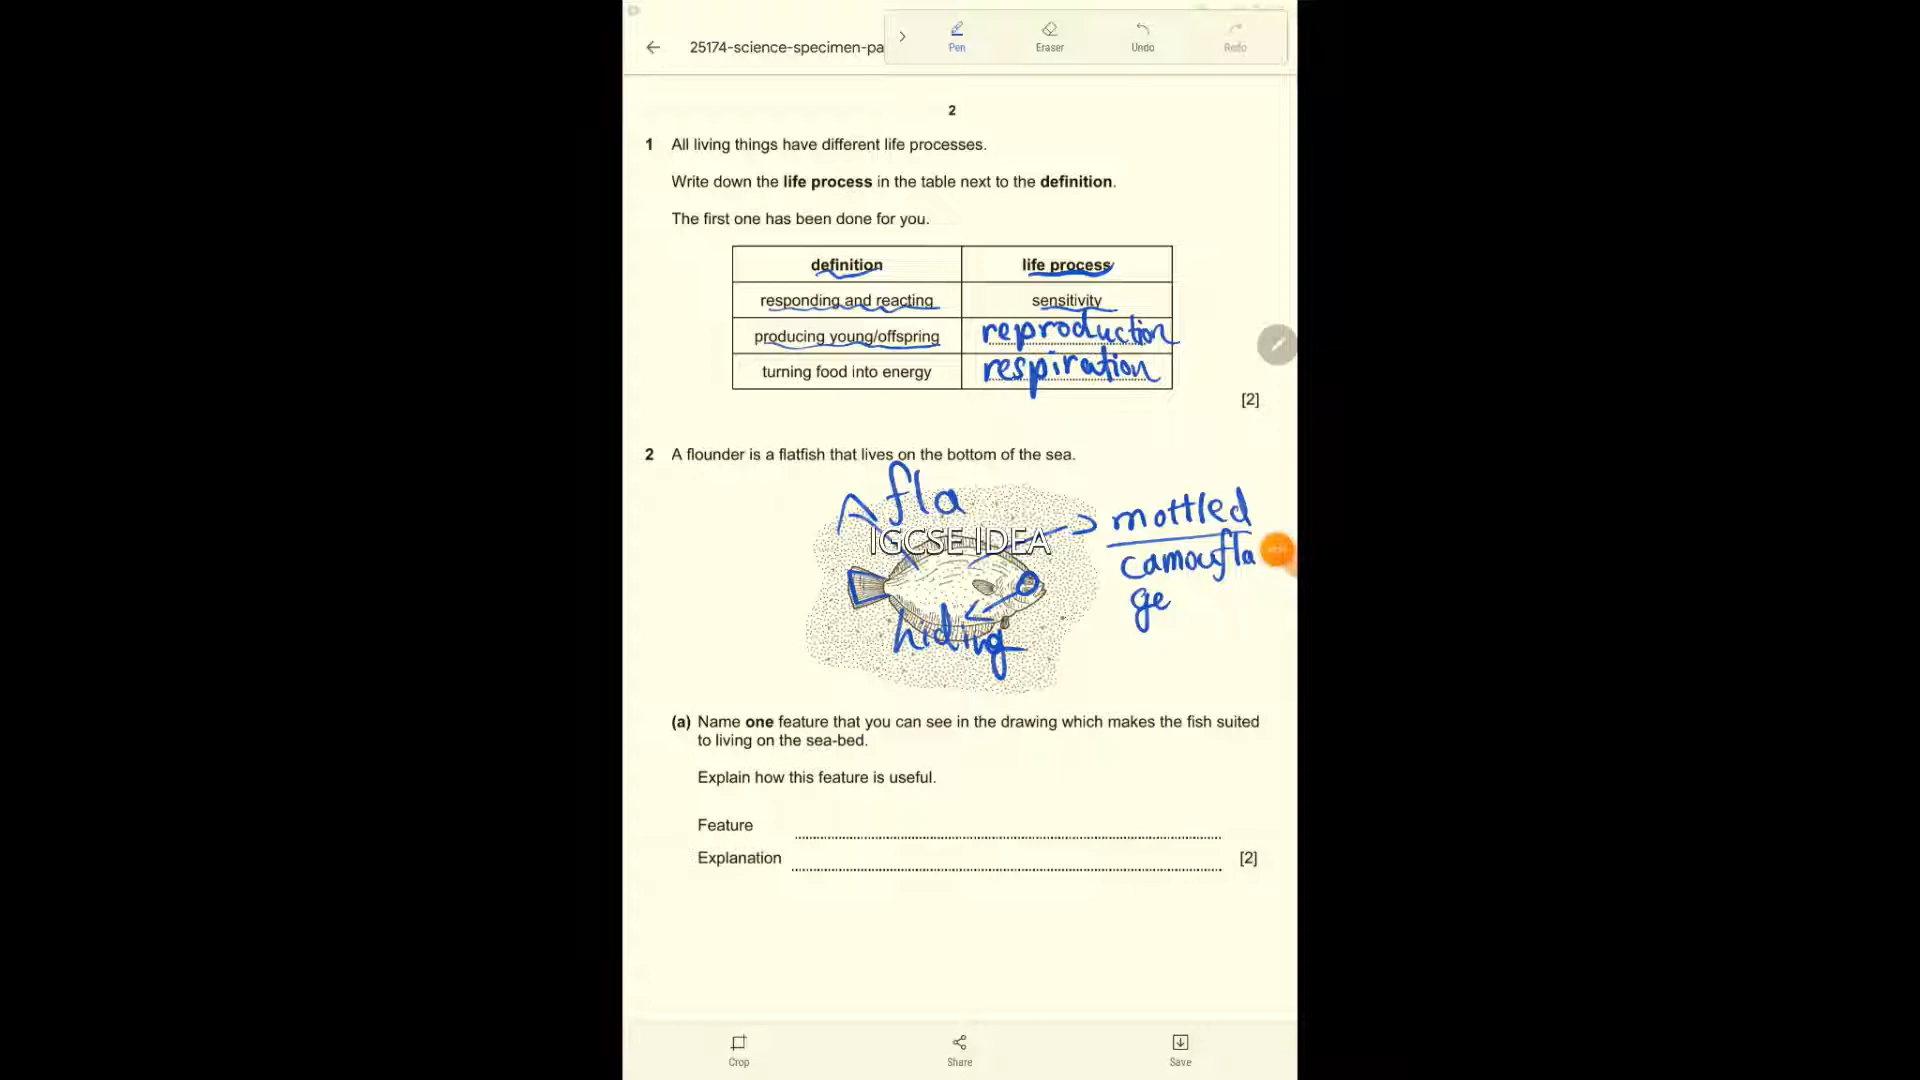 25174-science-specimen-pa
Pen
Eraser
Undo
Redo
2
1 All living things have different life processes.
Write down the life process in the table next to the definition.
The first one has been done for you.
definition life process
responding and reacting sensitivity
producing young/offspring reproduction
turning food into energy respiration
[2]
2 A flounder is a flatfish that lives on the bottom of the sea.
fla
mottled
IGCSE IDEA
camoufla
ge
hiding
(a) Name one feature that you can see in the drawing which makes the fish suited
to living on the sea-bed.
Explain how this feature is useful.
Feature
Explanation [2]
Crop
Share
Save